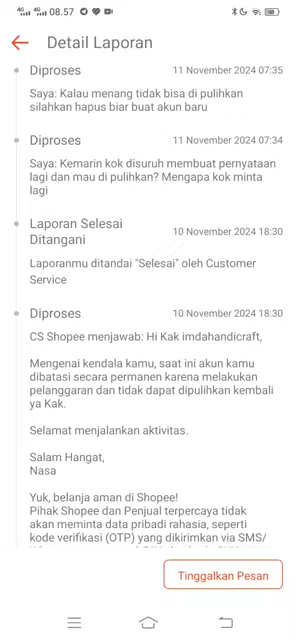 4G 4G 08.57
Detail Laporan
Diproses 11 November 2024 07:35
Saya: Kalau menang tidak bisa di pulihkan
silahkan hapus biar buat akun baru
Diproses 11 November 2024 07:34
Saya: Kemarin kok disuruh membuat pernyataan
lagi dan mau di pulihkan? Mengapa kok minta
lagi
Laporan Selesai
Ditangani 10 November 2024 18:30
Laporanmu ditandai "Selesai" oleh Customer
Service
Diproses 10 November 2024 18:30
CS Shopee menjawab: Hi Kak imdahandicraft,
Mengenai kendala kamu, saat ini akun kamu
dibatasi secara permanen karena melakukan
pelanggaran dan tidak dapat dipulihkan kembali
ya Kak.
Selamat menjalankan aktivitas.
Salam Hangat,
Nasa
Yuk, belanja aman di Shopee!
Pihak Shopee dan Penjual terpercaya tidak
akan meminta data pribadi rahasia, seperti
kode verifikasi (OTP) yang dikirimkan via SMS/
Tinggalkan Pesan